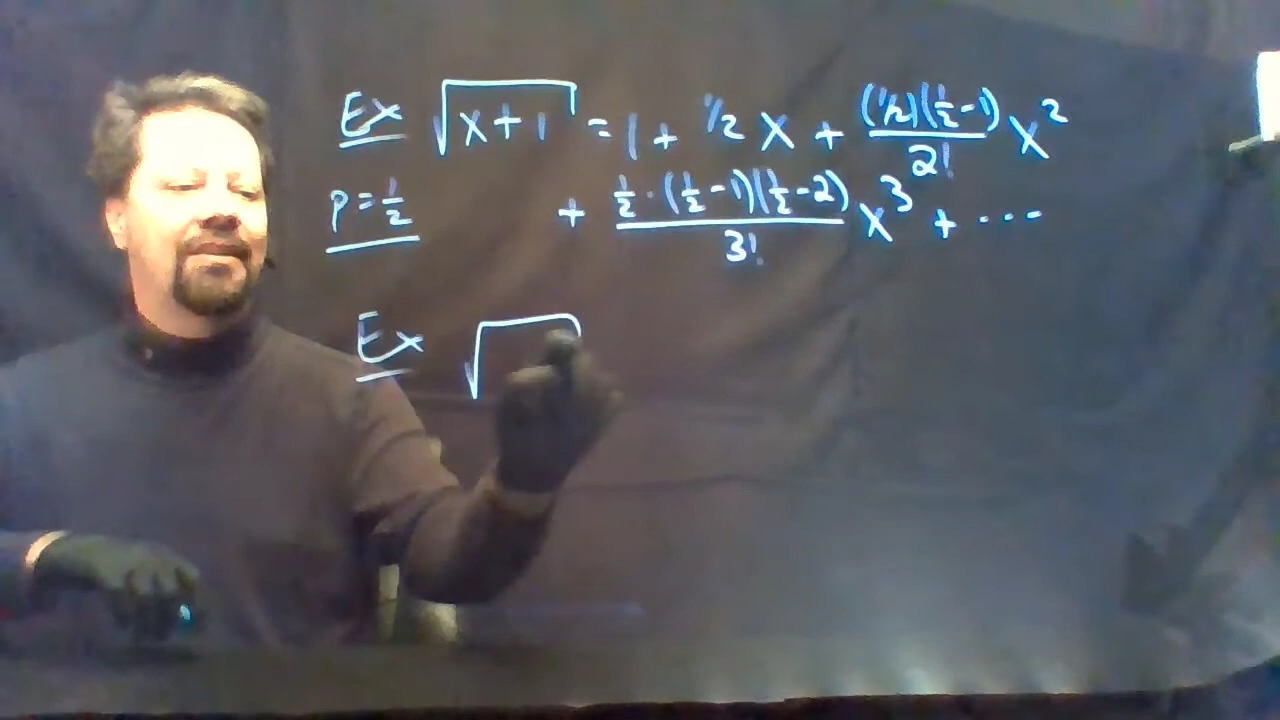 Ex √(x+1) = 1 + 1/2 x + (1/2)(1/2-1)/2! x²
p = 1/2 + 1/2·(1/2-1)(1/2-2)/3! x³ + ···
Ex √